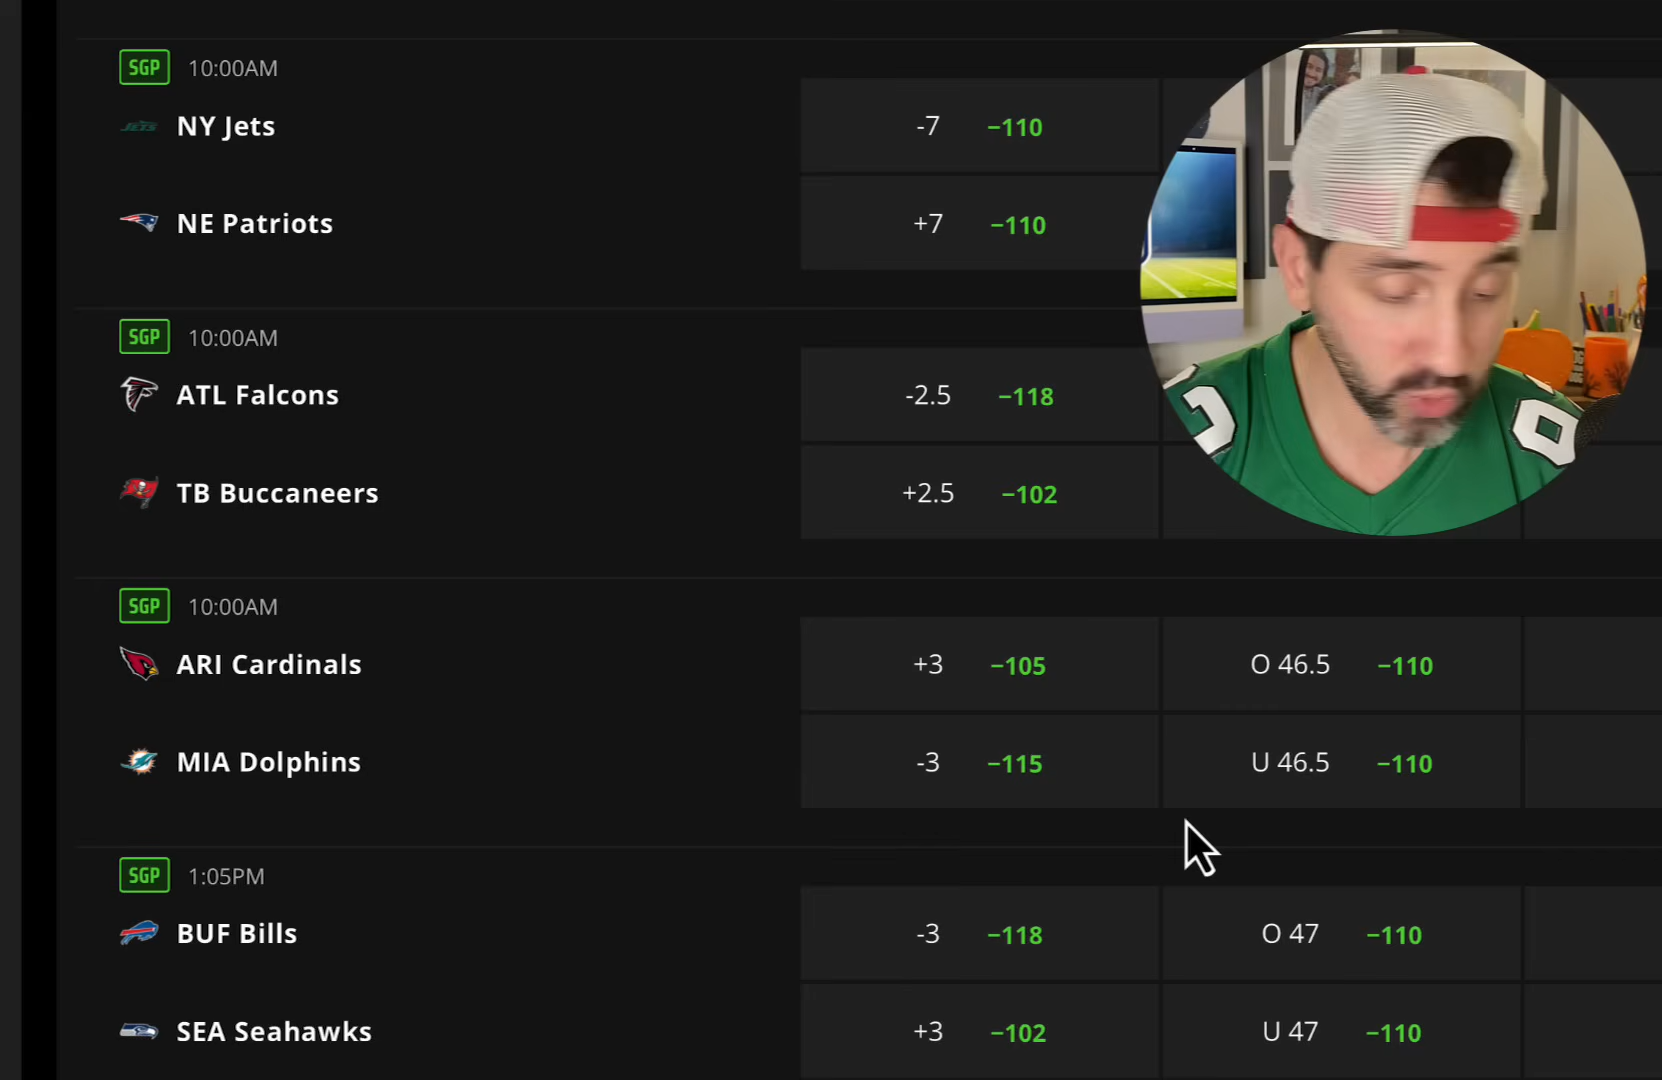 SGP 10:00AM
JETS NY Jets -7 −110
NE Patriots +7 −110
SGP 10:00AM
ATL Falcons -2.5 −118
TB Buccaneers +2.5 −102
SGP 10:00AM
ARI Cardinals +3 −105 O 46.5 −110
MIA Dolphins -3 −115 U 46.5 −110
SGP 1:05PM
BUF Bills -3 −118 O 47 −110
SEA Seahawks +3 −102 U 47 −110